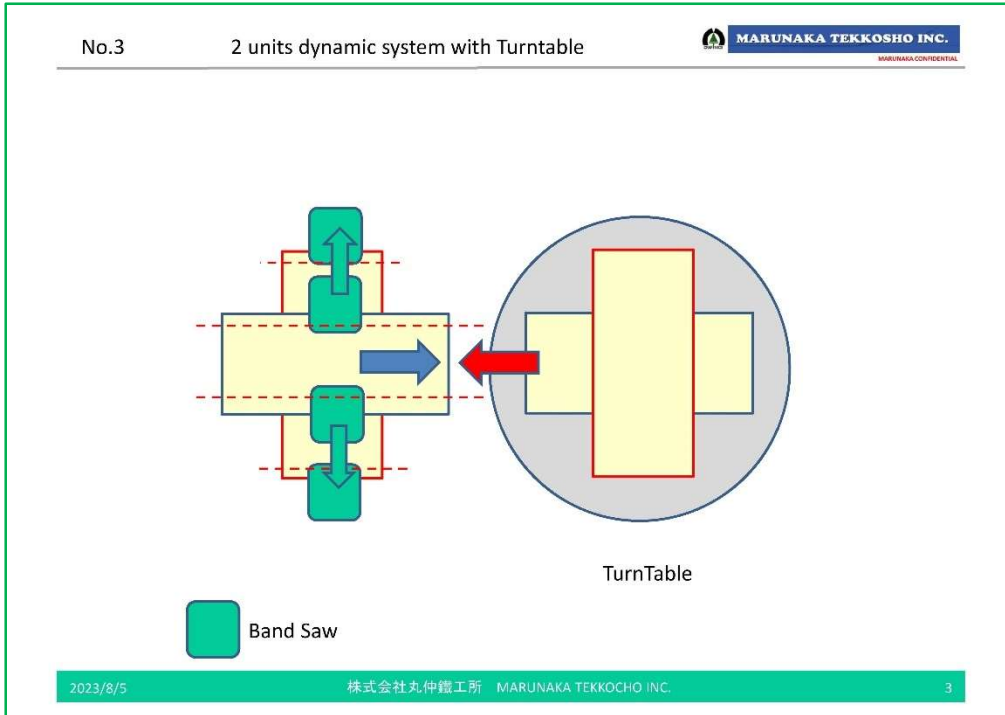 No.3 2 units dynamic system with Turntable
MARUNAKA TEKKOSHO INC.
MARUNAKA CONFIDENTIAL
TurnTable
Band Saw
2023/8/5 株式会社丸仲鐵工所 MARUNAKA TEKKOCHO INC. 3